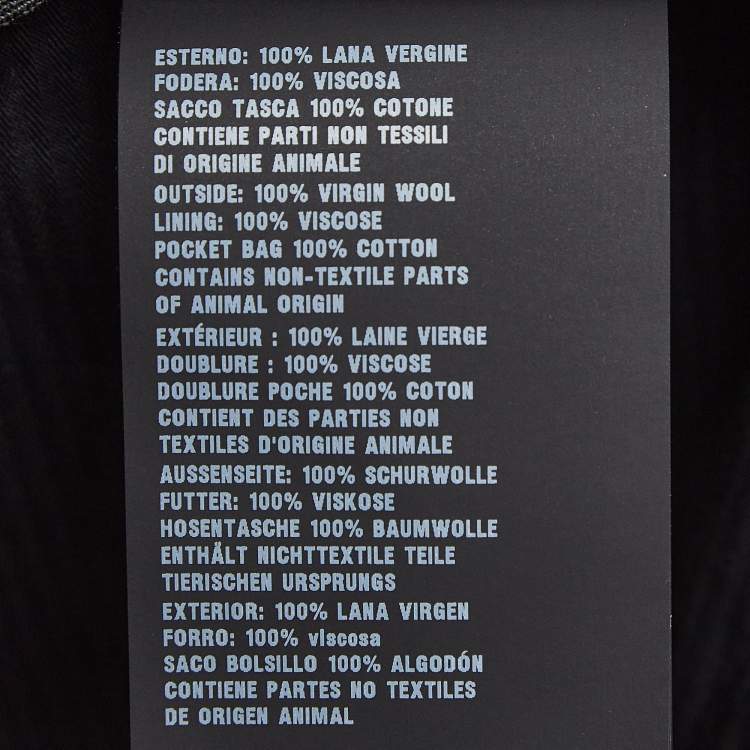 ESTERNO: 100% LANA VERGINE
FODERA: 100% VISCOSA
SACCO TASCA 100% COTONE
CONTIENE PARTI NON TESSILI
DI ORIGINE ANIMALE
OUTSIDE: 100% VIRGIN WOOL
LINING: 100% VISCOSE
POCKET BAG 100% COTTON
CONTAINS NON-TEXTILE PARTS
OF ANIMAL ORIGIN
EXTÉRIEUR : 100% LAINE VIERGE
DOUBLURE : 100% VISCOSE
DOUBLURE POCHE 100% COTON
CONTIENT DES PARTIES NON
TEXTILES D'ORIGINE ANIMALE
AUSSENSEITE: 100% SCHURWOLLE
FUTTER: 100% VISKOSE
HOSENTASCHE 100% BAUMWOLLE
ENTHÄLT NICHTTEXTILE TEILE
TIERISCHEN URSPRUNGS
EXTERIOR: 100% LANA VIRGEN
FORRO: 100% viscosa
SACO BOLSILLO 100% ALGODÓN
CONTIENE PARTES NO TEXTILES
DE ORIGEN ANIMAL